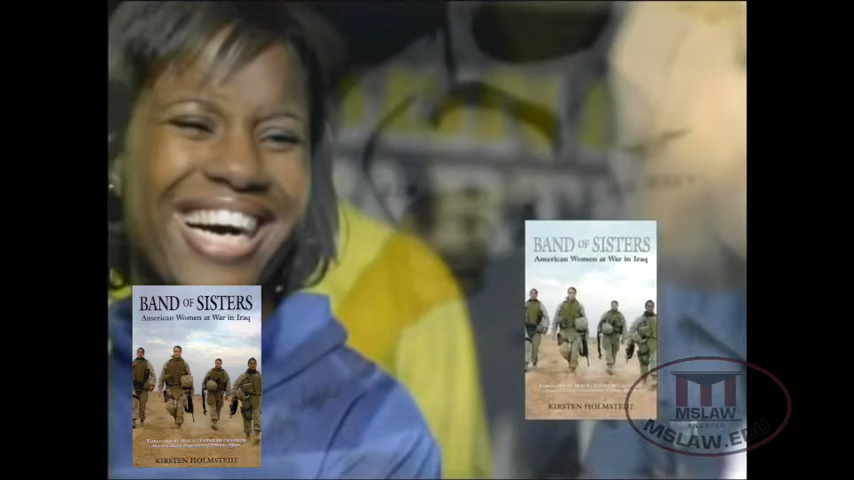 BAND OF SISTERS
American Women at War in Iraq
KIRSTEN HOLMSTEDT
BAND OF SISTERS
American Women at War in Iraq
KIRSTEN HOLMSTEDT
MSLAW
ANDOVER
MSLAW.EDU